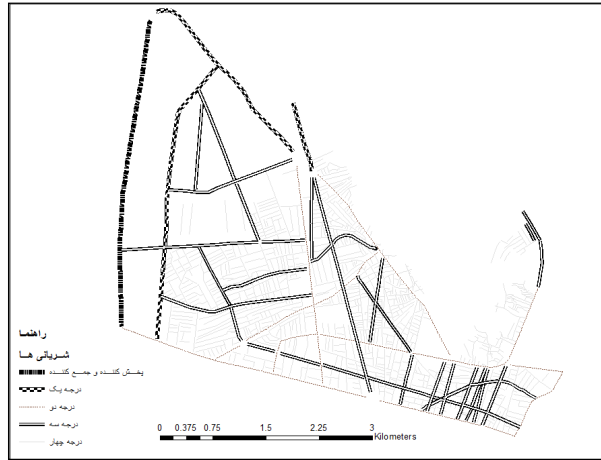 راهنما
شریانی ها
پخش کننده و جمع کننده
درجه یک
درجه دو
درجه سه
درجه چهار
0 0.375 0.75 1.5 2.25 3
Kilometers